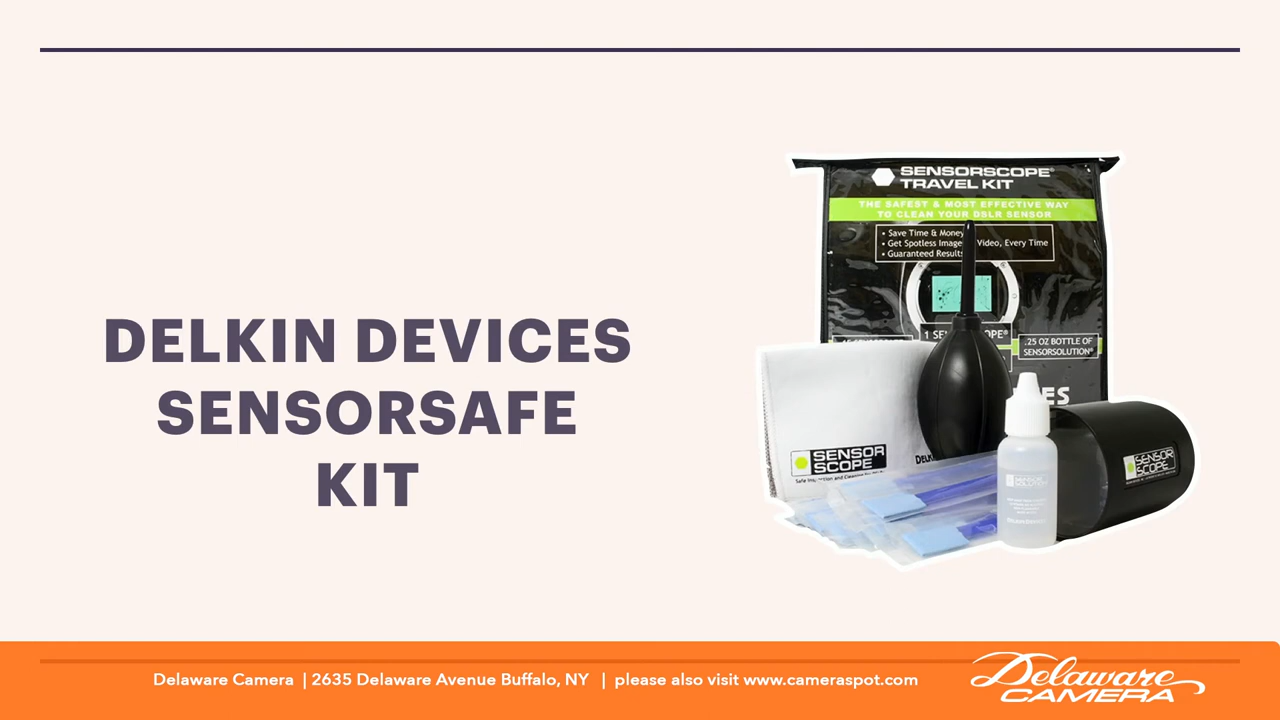 SENSORSCOPE®
TRAVEL KIT
THE SAFEST & MOST EFFECTIVE WAY
TO CLEAN YOUR DSLR SENSOR
• Save Time & Money
• Get Spotless Image Video, Every Time
• Guaranteed Results
DELKIN DEVICES
SENSORSAFE
KIT
.25 OZ BOTTLE OF
SENSORSOLUTION®
SENSOR
SCOPE
SENSOR
SCOPE
Delaware Camera | 2635 Delaware Avenue Buffalo, NY | please also visit www.cameraspot.com
Delaware
CAMERA